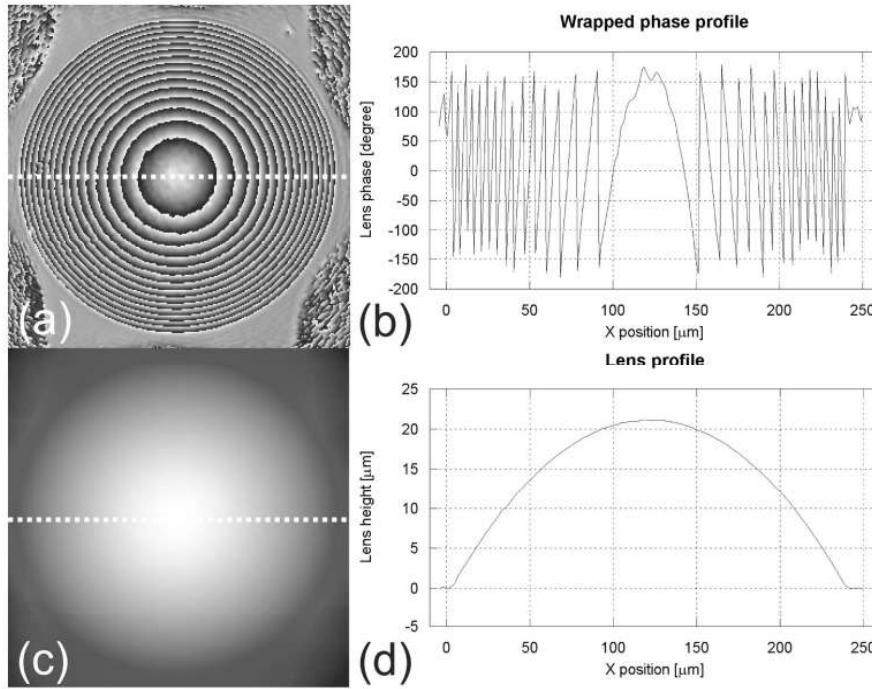 Wrapped phase profile
200
150
100
50
0
-50
-100
-150
-200
Lens phase [degree]
0
50
100
150
200
250
X position [μm]
(a)
(b)
Lens profile
25
20
15
10
5
0
-5
Lens height [μm]
0
50
100
150
200
250
X position [μm]
(c)
(d)